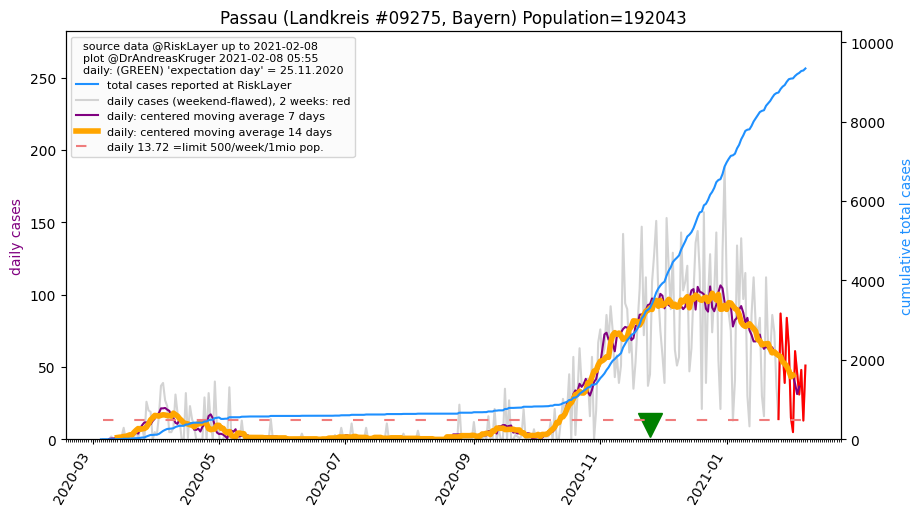 Passau (Landkreis #09275, Bayern) Population=192043
source data @RiskLayer up to 2021-02-08
plot @DrAndreasKruger 2021-02-08 05:55
daily: (GREEN) 'expectation day' = 25.11.2020
total cases reported at RiskLayer
daily cases (weekend-flawed), 2 weeks: red
daily: centered moving average 7 days
daily: centered moving average 14 days
daily 13.72 =limit 500/week/1mio pop.
daily cases
250
200
150
100
50
0
10000
8000
6000
4000
2000
0
cumulative total cases
2020-03
2020-05
2020-07
2020-09
2020-11
2021-01